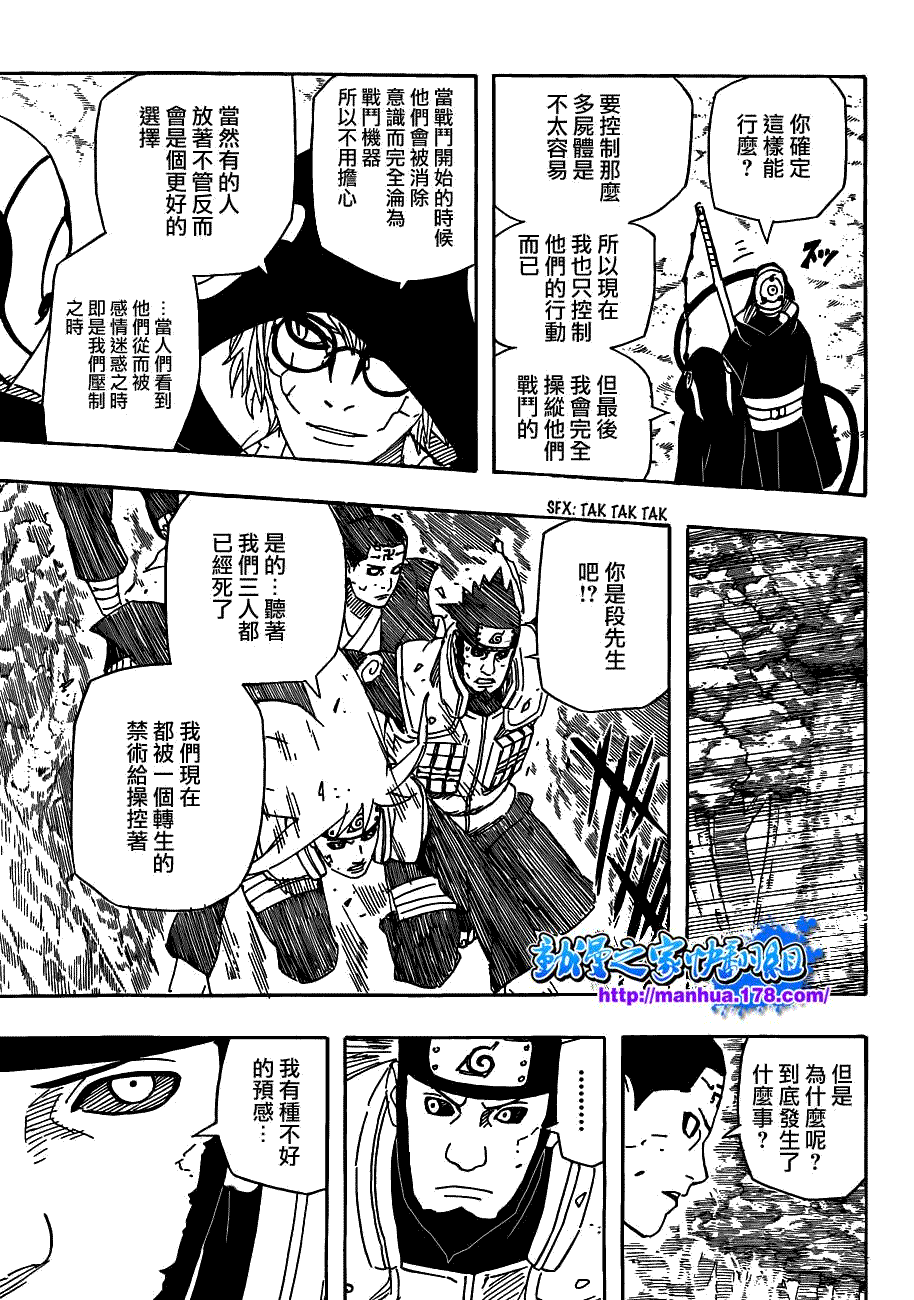 你確定
這樣能
行麼?
ズッ
要控制那麼
多屍體是
不太容易
所以現在
我也只控制
他們的行動
而已
但最後
我會完全
操縱他們
戰鬥的
當戰鬥開始的時候
他們會被消除
意識而完全淪為
戰鬥機器
所以不用擔心
當然有的人
放著不管反而
會是個更好的
選擇
…當人們看到
他們從而被
感情迷惑之時
即是我們壓制
之時
SFX: TAK TAK TAK
你是段先生
吧!?
タッ
タッ
タッ
是的…聽著
我們三人都
已經死了
我們現在
都被一個轉生的
禁術給操控著
動漫之家火影組
http://manhua.178.com/
但是
為什麼呢?
到底發生了
什麼事?
………
我有種不好
的預感…